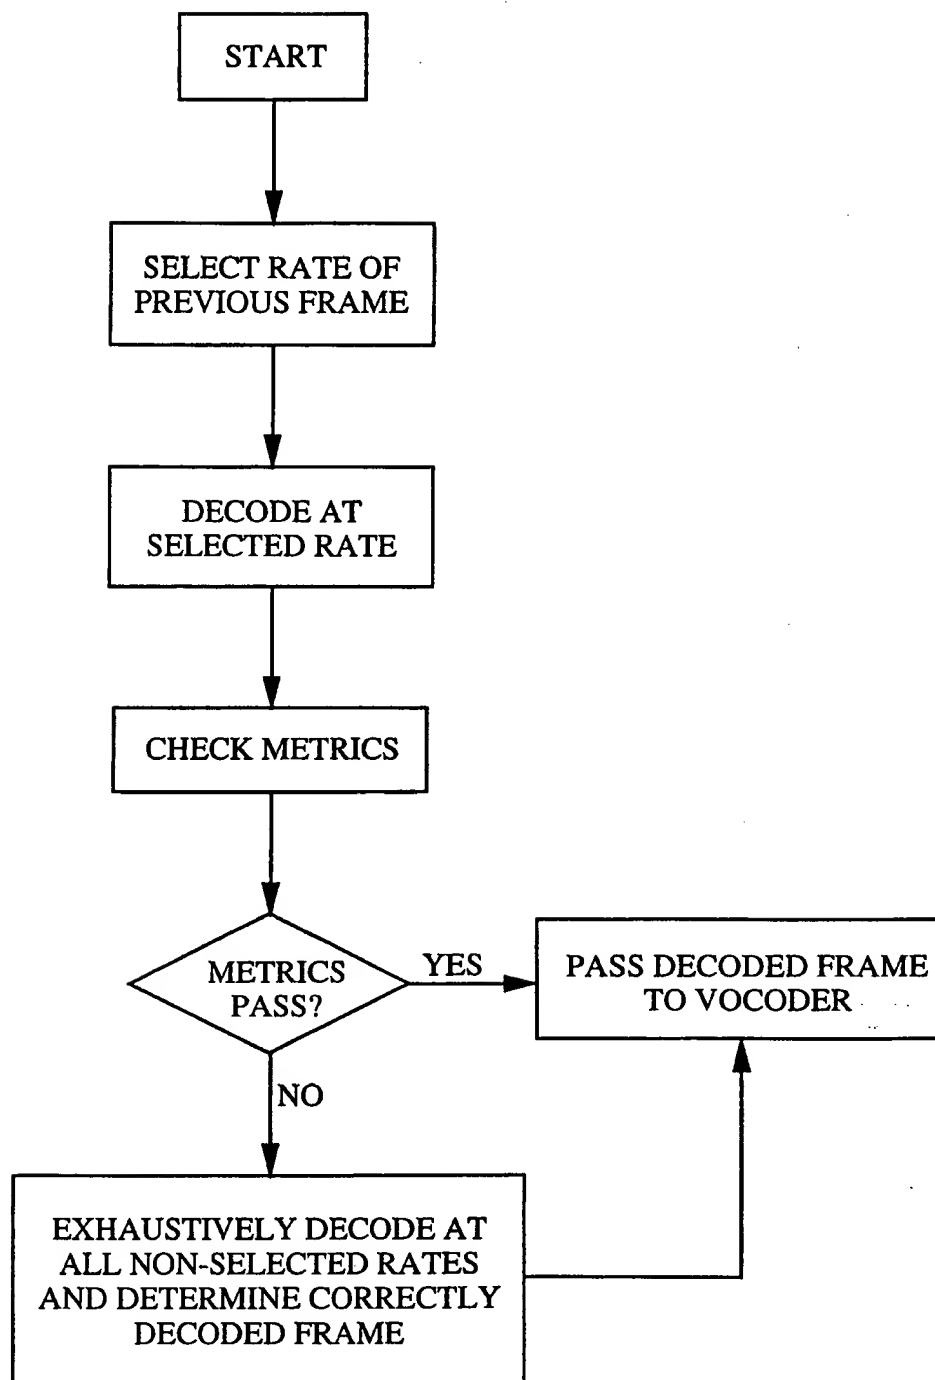 START
SELECT RATE OF
PREVIOUS FRAME
DECODE AT
SELECTED RATE
CHECK METRICS
METRICS
PASS?
YES
PASS DECODED FRAME
TO VOCODER
NO
EXHAUSTIVELY DECODE AT
ALL NON-SELECTED RATES
AND DETERMINE CORRECTLY
DECODED FRAME